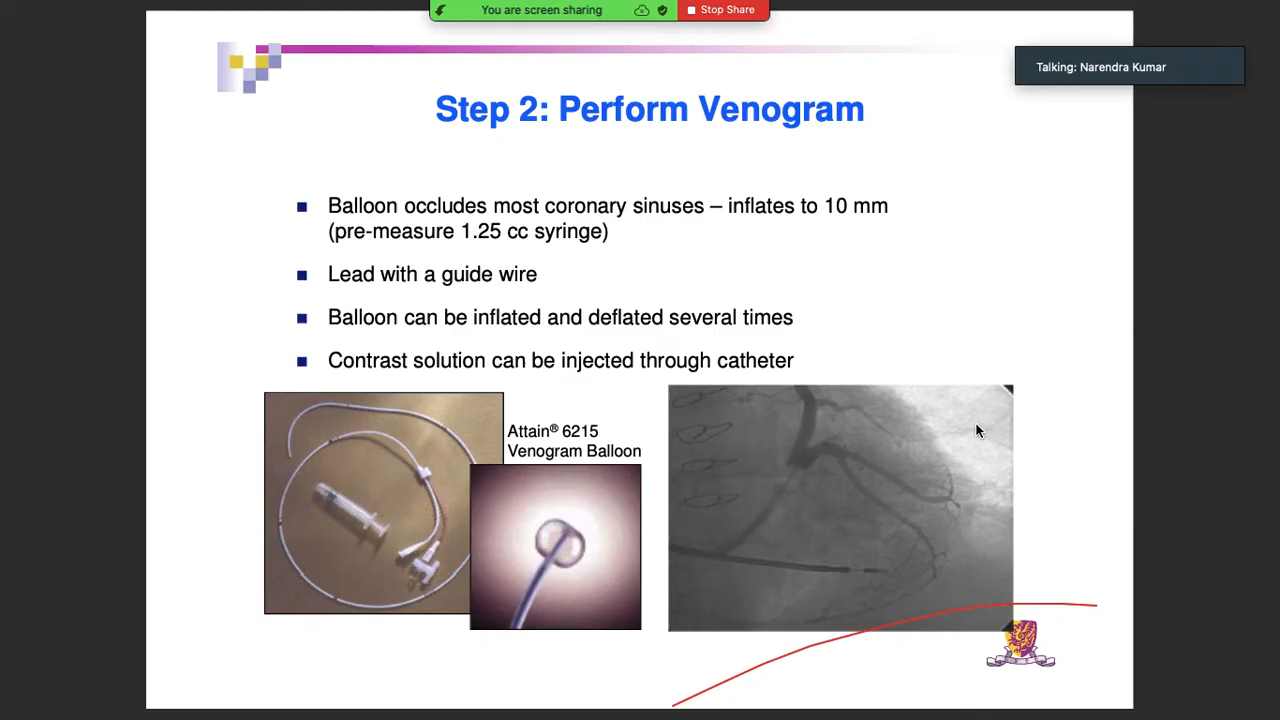 You are screen sharing
Stop Share
Talking: Narendra Kumar
Step 2: Perform Venogram
Balloon occludes most coronary sinuses – inflates to 10 mm
(pre-measure 1.25 cc syringe)
Lead with a guide wire
Balloon can be inflated and deflated several times
Contrast solution can be injected through catheter
Attain® 6215
Venogram Balloon